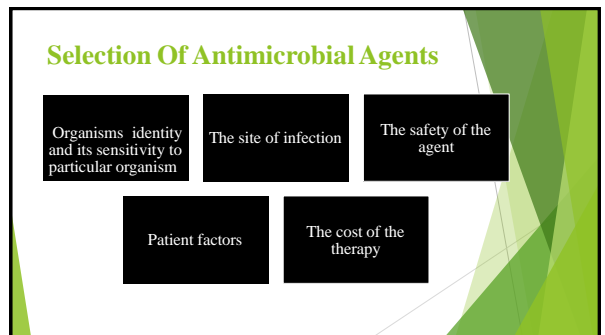 Selection Of Antimicrobial Agents
Organisms identity
and its sensitivity to
particular organism
The site of infection
The safety of the
agent
Patient factors
The cost of the
therapy